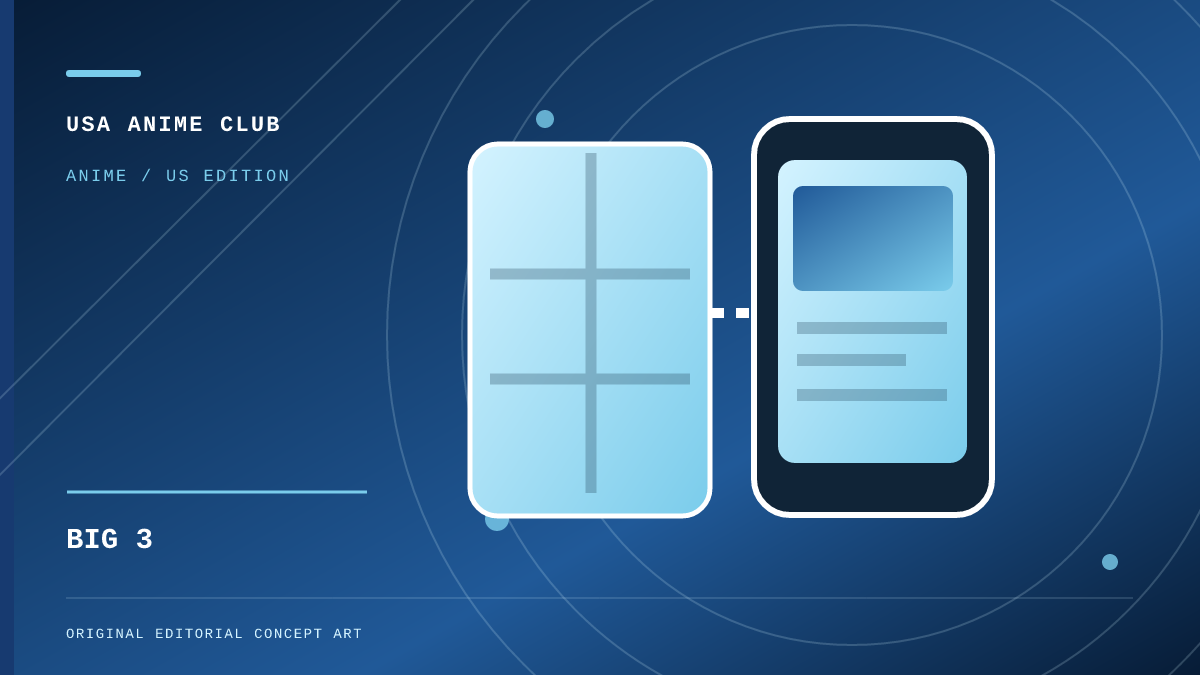 USA ANIME CLUB
ANIME / US EDITION
BIG 3
ORIGINAL EDITORIAL CONCEPT ART